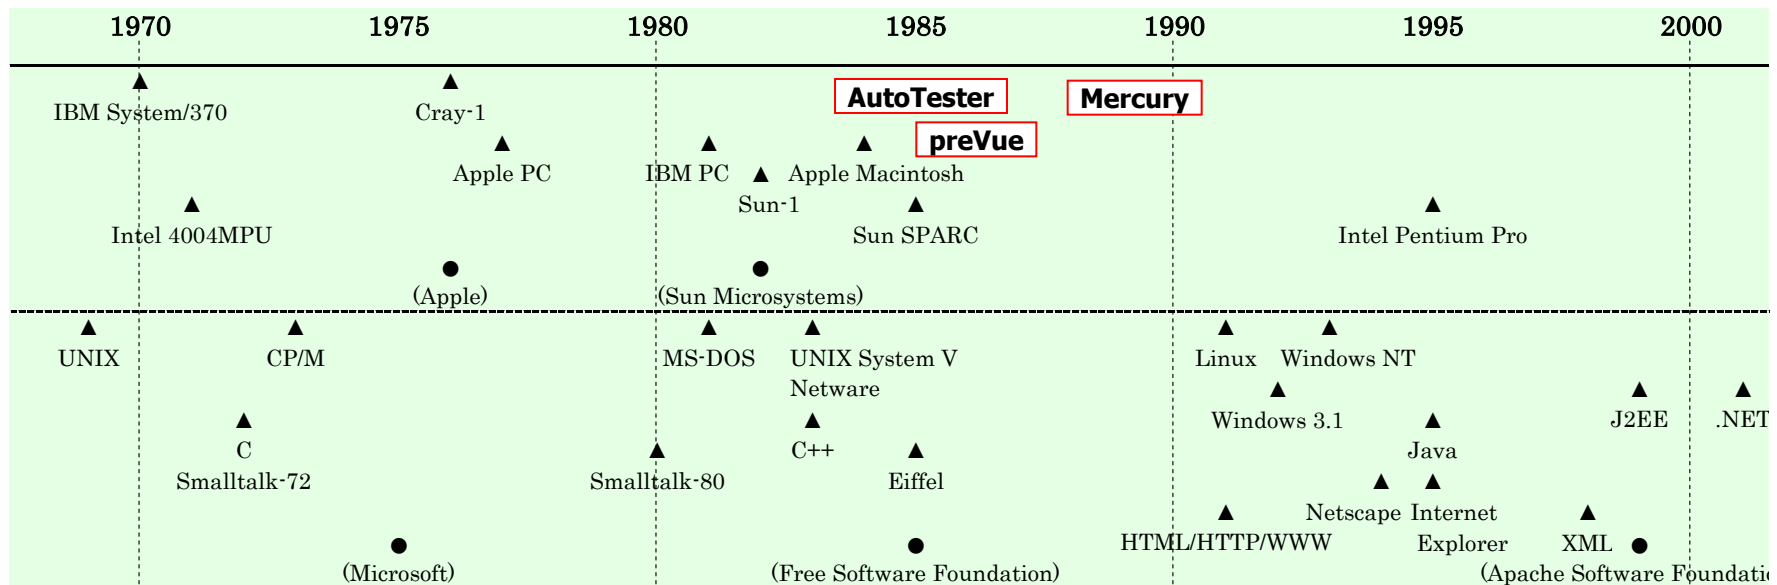 1970 1975 1980 1985 1990 1995 2000
AutoTester Mercury
IBM System/370 Cray-1
preVue
Apple PC IBM PC Apple Macintosh
Sun-1
Intel 4004MPU Sun SPARC Intel Pentium Pro
(Apple) (Sun Microsystems)
UNIX CP/M MS-DOS UNIX System V Linux Windows NT
Netware
Windows 3.1 J2EE .NET
C C++ Java
Smalltalk-72 Smalltalk-80 Eiffel
Netscape Internet
HTML/HTTP/WWW Explorer XML
(Microsoft) (Free Software Foundation) (Apache Software Foundatio